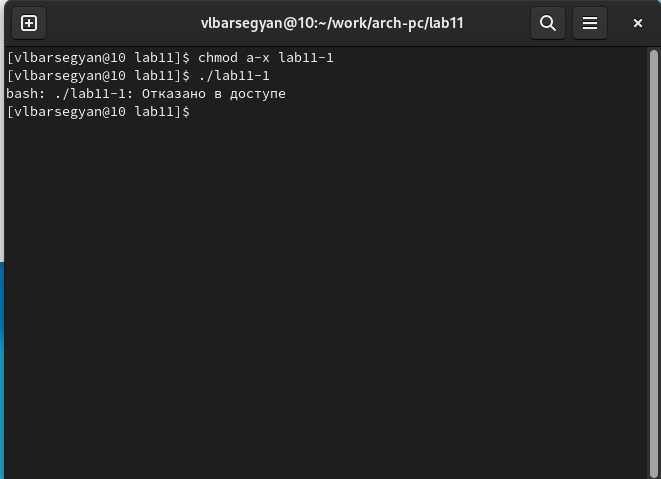 vlbarsegyan@10:~/work/arch-pc/lab11
[vlbarsegyan@10 lab11]$ chmod a-x lab11-1
[vlbarsegyan@10 lab11]$ ./lab11-1
bash: ./lab11-1: Отказано в доступе
[vlbarsegyan@10 lab11]$